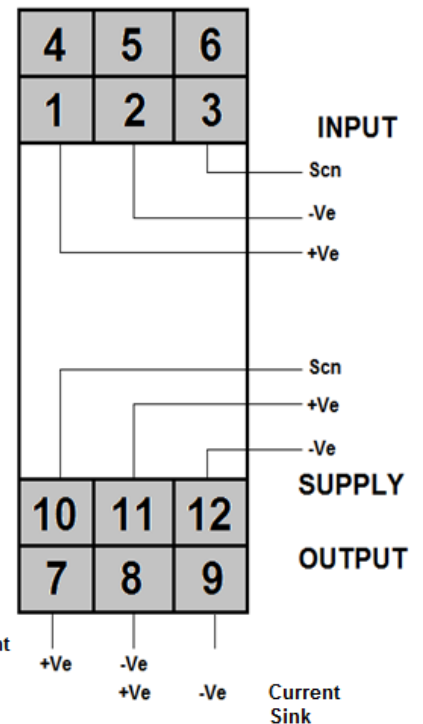 4 5 6
1 2 3
INPUT
Scn
-Ve
+Ve
Scn
+Ve
-Ve
SUPPLY
10 11 12
OUTPUT
7 8 9
+Ve -Ve
+Ve -Ve Current
Sink